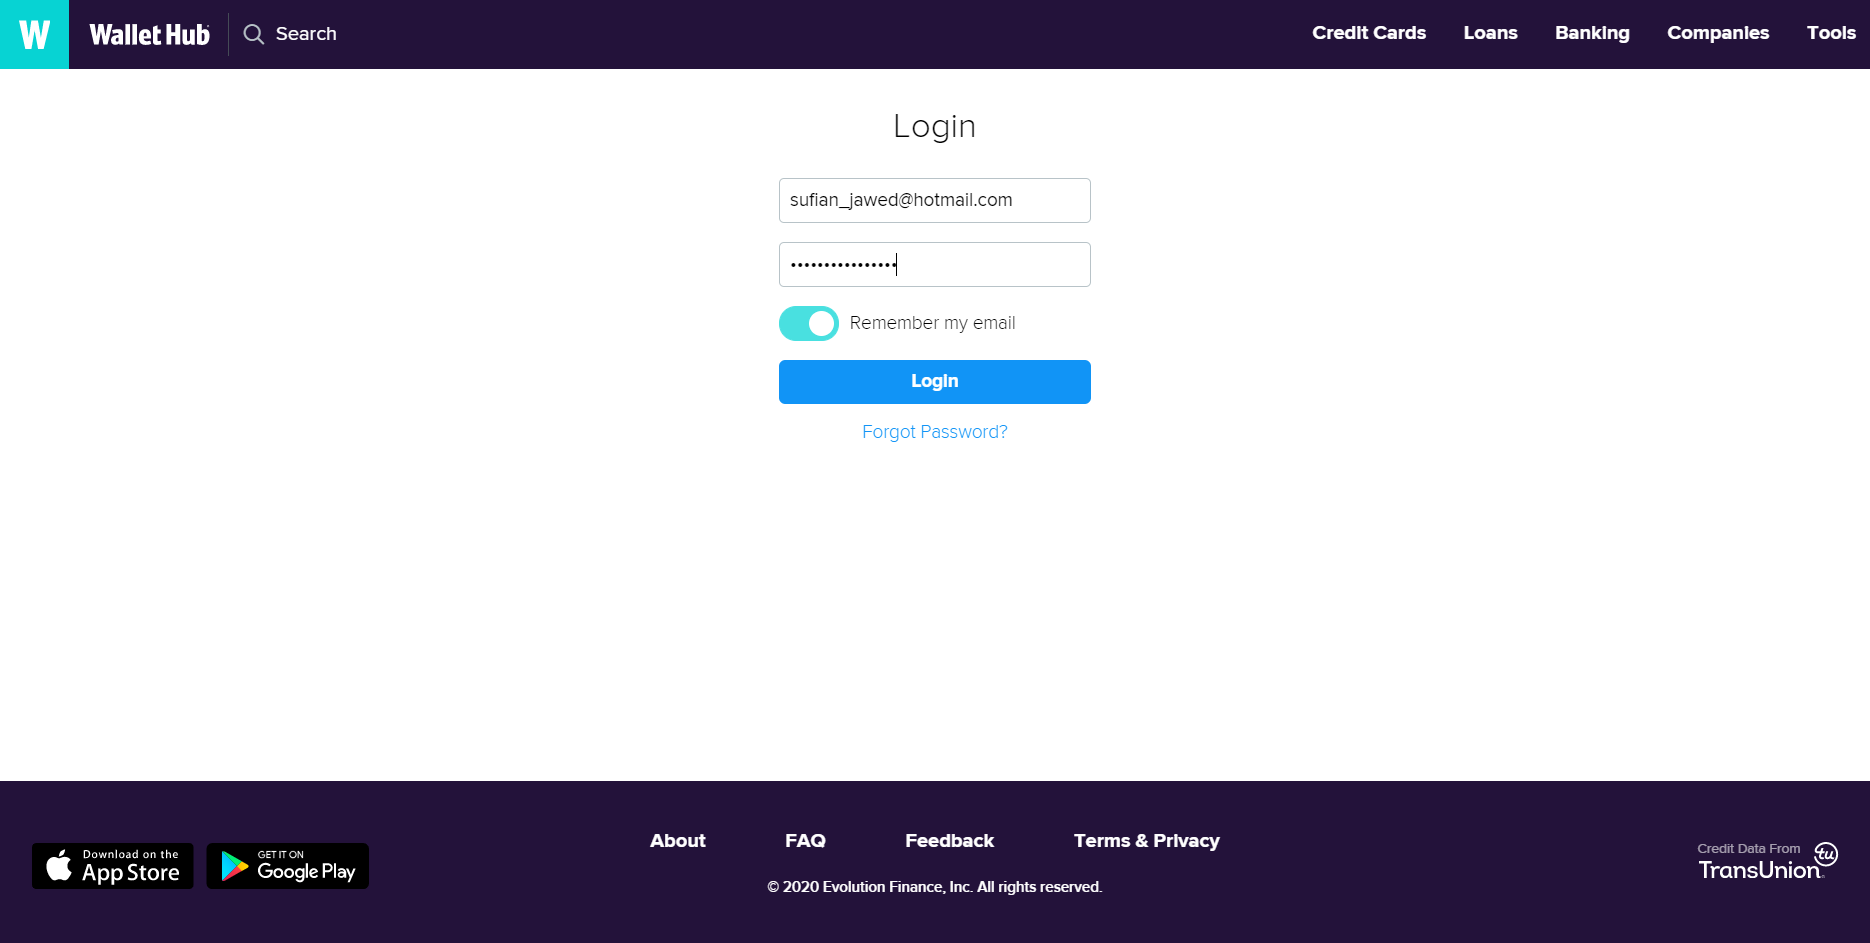 W
Wallet Hub
Search
Credit Cards
Loans
Banking
Companies
Tools
Login
sufian_jawed@hotmail.com
••••••••••••••••
Remember my email
Login
Forgot Password?
Download on the
App Store
GET IT ON
Google Play
About
FAQ
Feedback
Terms & Privacy
© 2020 Evolution Finance, Inc. All rights reserved.
Credit Data From
TransUnion
tu